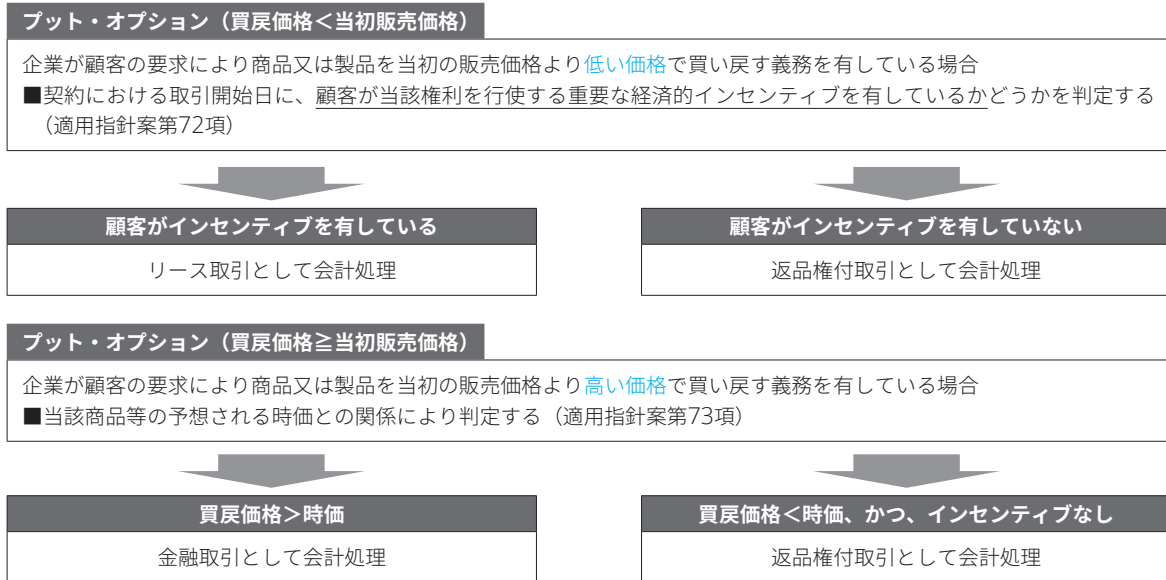 プット・オプション（買戻価格＜当初販売価格）
企業が顧客の要求により商品又は製品を当初の販売価格より低い価格で買い戻す義務を有している場合
■契約における取引開始日に、顧客が当該権利を行使する重要な経済的インセンティブを有しているかどうかを判定する
（適用指針案第72項）
顧客がインセンティブを有している
リース取引として会計処理
顧客がインセンティブを有していない
返品権付取引として会計処理
プット・オプション（買戻価格≧当初販売価格）
企業が顧客の要求により商品又は製品を当初の販売価格より高い価格で買い戻す義務を有している場合
■当該商品等の予想される時価との関係により判定する（適用指針案第73項）
買戻価格＞時価
金融取引として会計処理
買戻価格＜時価、かつ、インセンティブなし
返品権付取引として会計処理